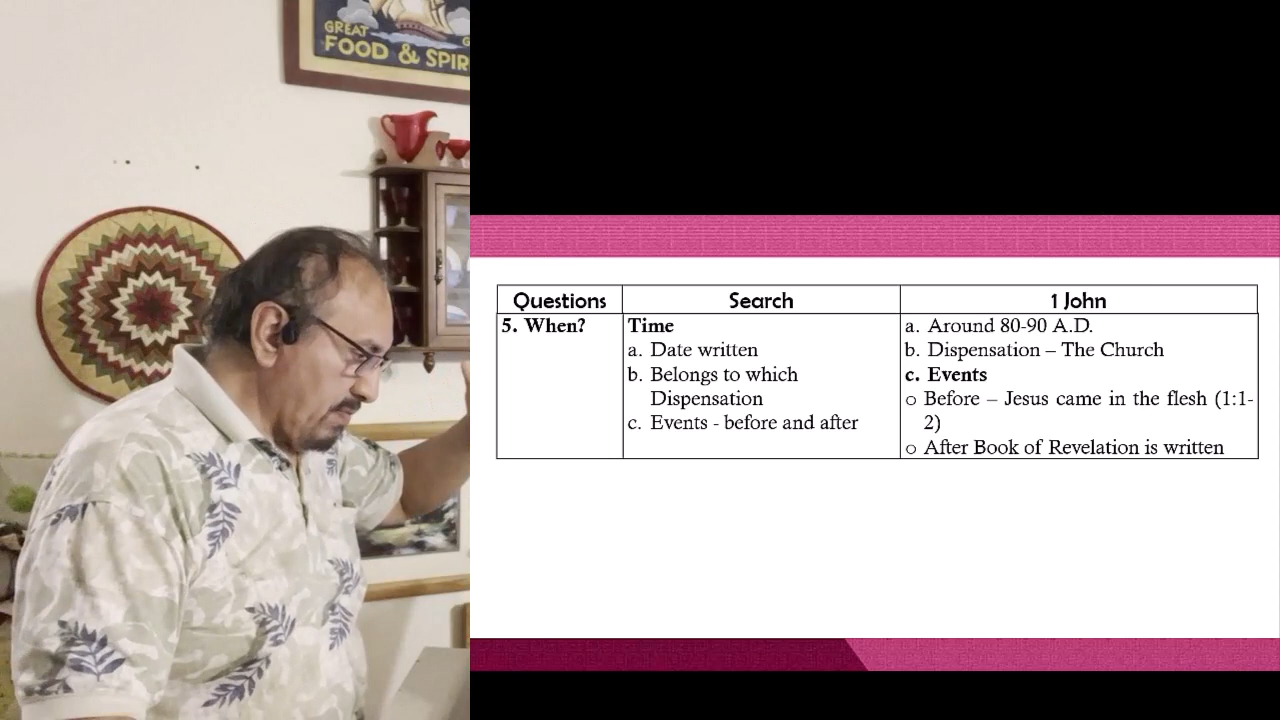 GREAT
FOOD & SPIR
Questions Search 1 John
5. When? Time a. Around 80-90 A.D.
a. Date written b. Dispensation – The Church
b. Belongs to which c. Events
Dispensation o Before – Jesus came in the flesh (1:1-
c. Events - before and after 2)
o After Book of Revelation is written